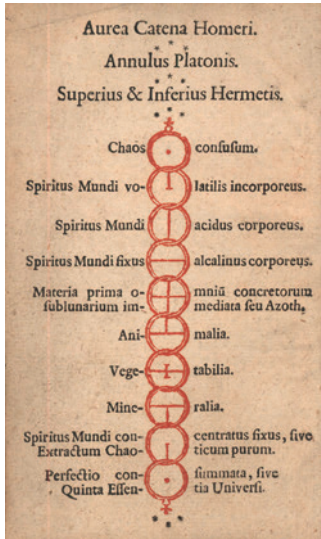 Aurea Catena Homeri.
Annulus Platonis.
Superius & Inferius Hermetis.
Chaos confusum.
Spiritus Mundi vo- latilis incorporeus.
Spiritus Mundi acidus corporeus.
Spiritus Mundi fixus alcalinus corporeus.
Materia prima o- mniū concretorum
sublunarium im- mediata seu Azoth,
Ani- malia.
Vege- tabilia.
Mine- ralia.
Spiritus Mundi con- centratus fixus, sive
Extractum Chao- ticum purum.
Perfectio con- summata, sive
Quinta Essen- tia Universi.